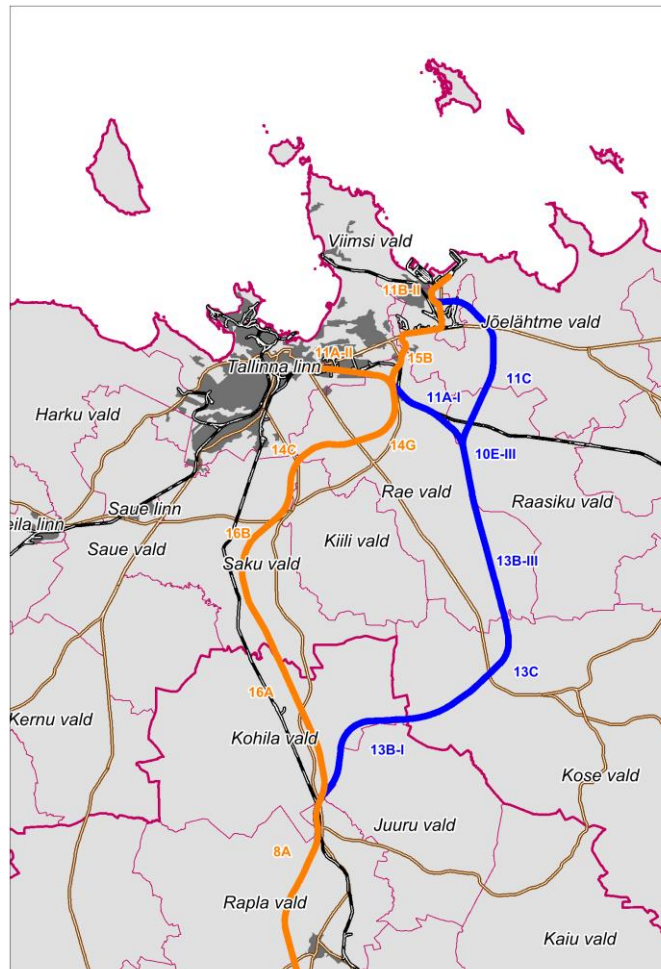 Viimsi vald
11B-II
Jõelähtme vald
15B
11A-II
Tallinna linn
11C
11A-I
Harku vald
14C
14G
10E-III
Rae vald
Raasiku vald
Saue linn
eila linn
16B
Kiili vald
Saue vald
Saku vald
13B-III
13C
16A
Kernu vald
Kohila vald
13B-I
Kose vald
Juuru vald
8A
Rapla vald
Kaiu vald